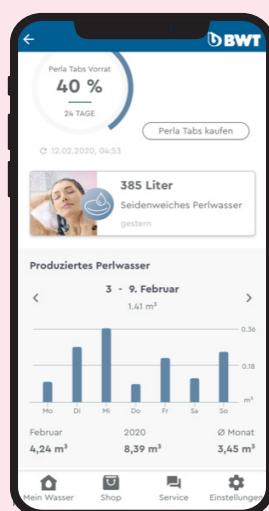 BWT
Perla Tabs Vorrat
40 %
24 TAGE
Perla Tabs kaufen
12.02.2020, 04:53
385 Liter
Seidenweiches Perlwasser
gestern
Produziertes Perlwasser
3 - 9. Februar
1.41 m³
0.36
0.18
m³
Mo Di Mi Do Fr Sa So
Februar 2020 Ø Monat
4,24 m³ 8,39 m³ 3,45 m³
Mein Wasser Shop Service Einstellungen